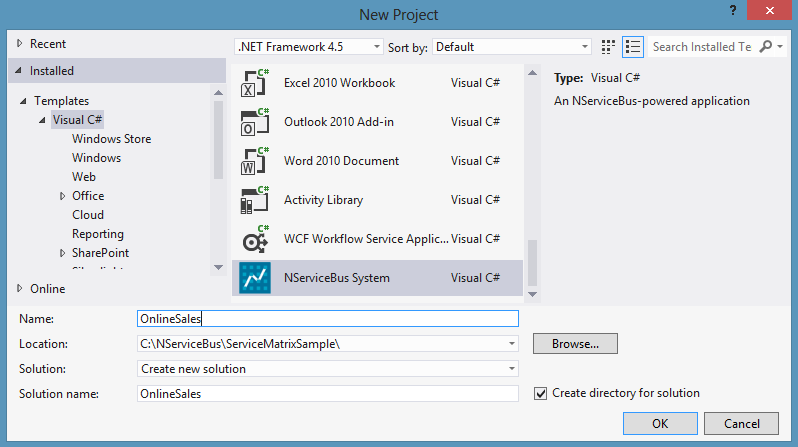 New Project
? ×
Recent
Installed
Templates
Visual C#
Windows Store
Windows
Web
Office
Cloud
Reporting
SharePoint
Online
.NET Framework 4.5 Sort by: Default
Search Installed Te
C# Excel 2010 Workbook Visual C#
C# Outlook 2010 Add-in Visual C#
C# Word 2010 Document Visual C#
C# Activity Library Visual C#
C# WCF Workflow Service Applic... Visual C#
NServiceBus System Visual C#
Type: Visual C#
An NServiceBus-powered application
Name: OnlineSales
Location: C:\NServiceBus\ServiceMatrixSample\ Browse...
Solution: Create new solution
Solution name: OnlineSales Create directory for solution
OK Cancel